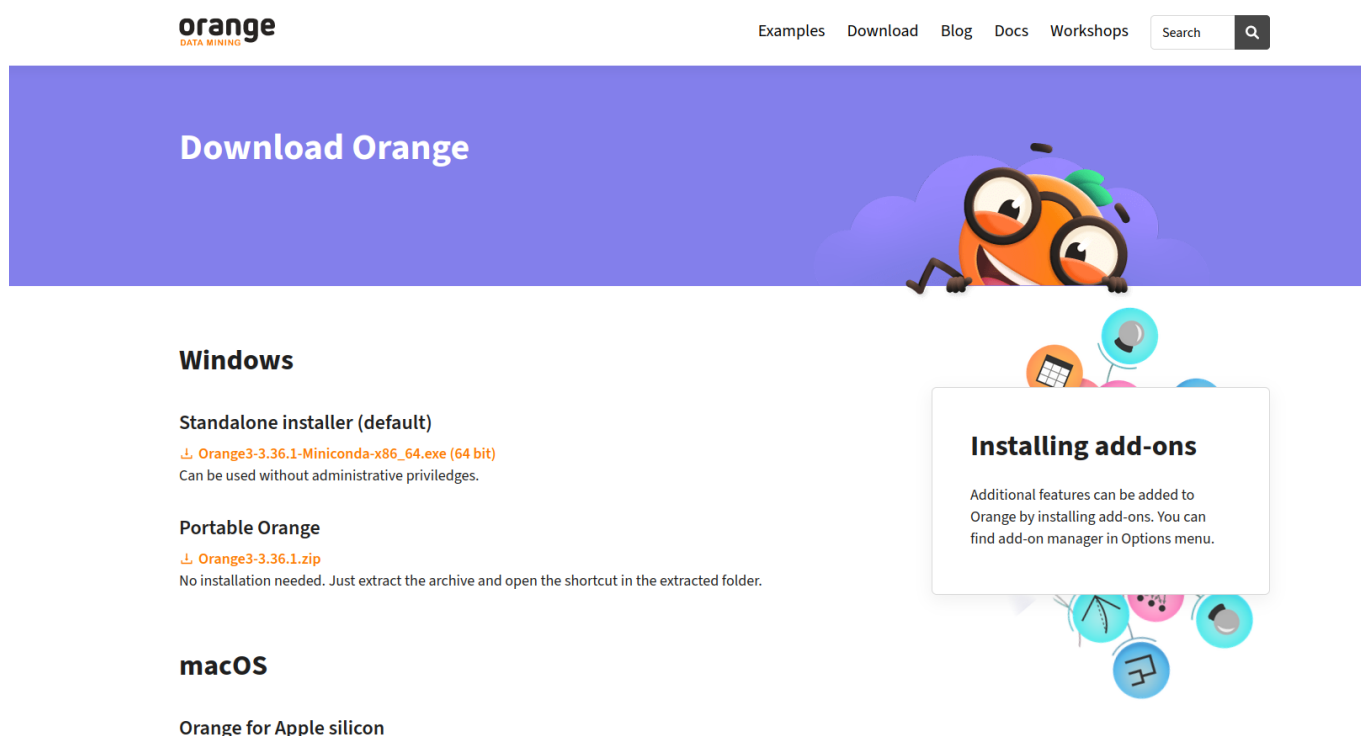 orange
DATA MINING
Examples Download Blog Docs Workshops Search
Download Orange
Windows
Standalone installer (default)
Orange3-3.36.1-Miniconda-x86_64.exe (64 bit)
Can be used without administrative priviledges.
Portable Orange
Orange3-3.36.1.zip
No installation needed. Just extract the archive and open the shortcut in the extracted folder.
Installing add-ons
Additional features can be added to
Orange by installing add-ons. You can
find add-on manager in Options menu.
macOS
Orange for Apple silicon